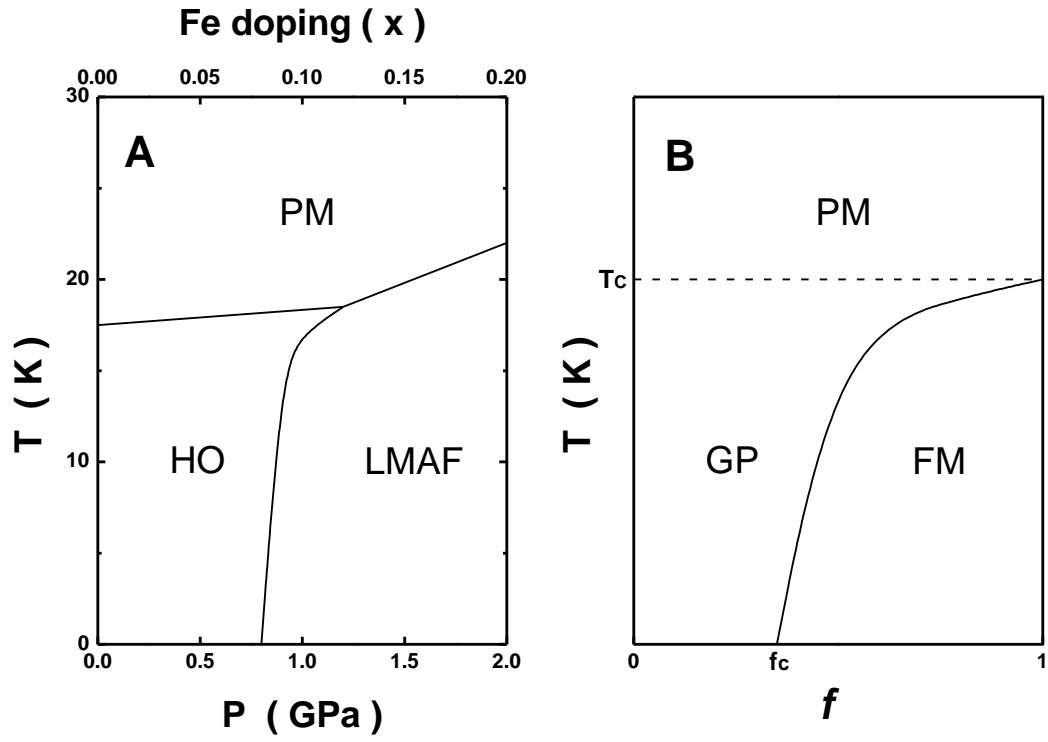 Fe doping ( x )
0.00 0.05 0.10 0.15 0.20
30
20
10
0
T ( K )
A
PM
HO
LMAF
0.0 0.5 1.0 1.5 2.0
P ( GPa )
B
PM
Tc
T ( K )
GP
FM
0 fc 1
f